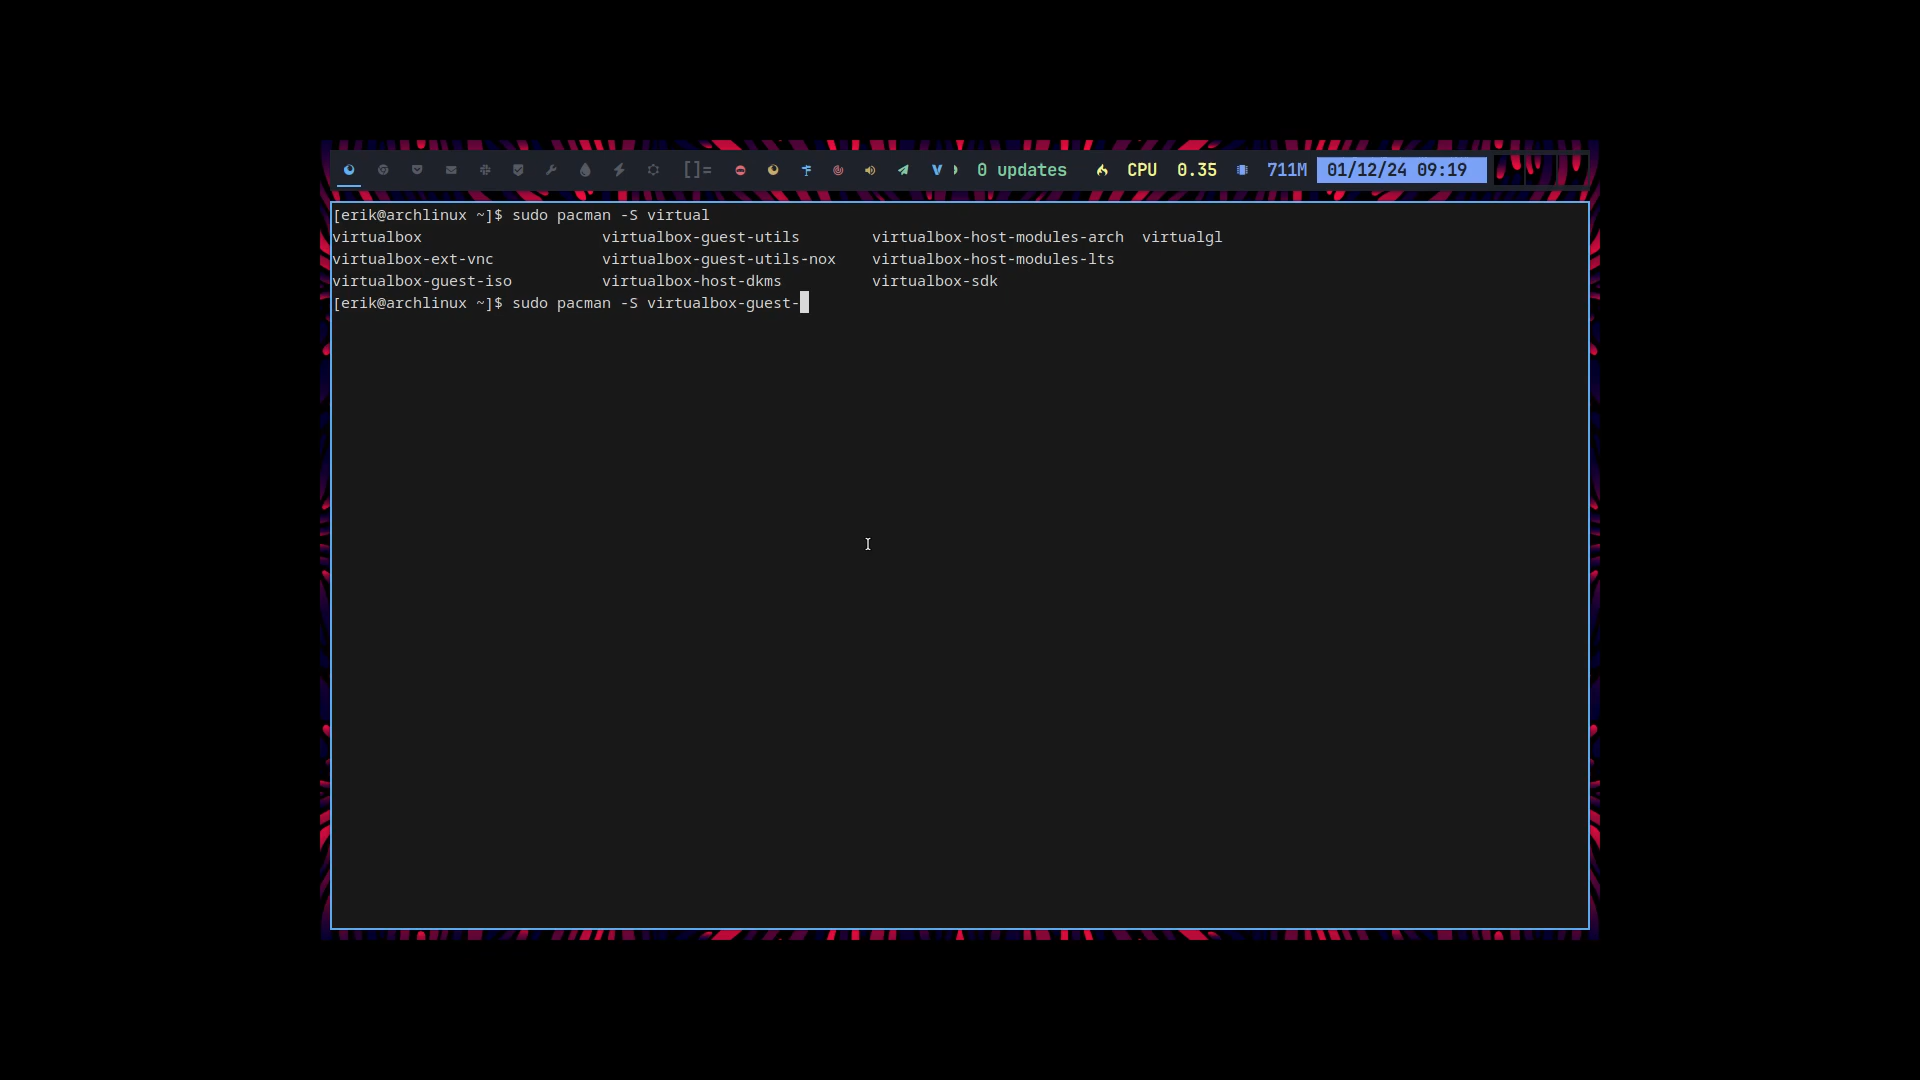 []= 0 updates CPU 0.35 711M 01/12/24 09:19
[erik@archlinux ~]$ sudo pacman -S virtual
virtualbox virtualbox-guest-utils virtualbox-host-modules-arch virtualgl
virtualbox-ext-vnc virtualbox-guest-utils-nox virtualbox-host-modules-lts
virtualbox-guest-iso virtualbox-host-dkms virtualbox-sdk
[erik@archlinux ~]$ sudo pacman -S virtualbox-guest-